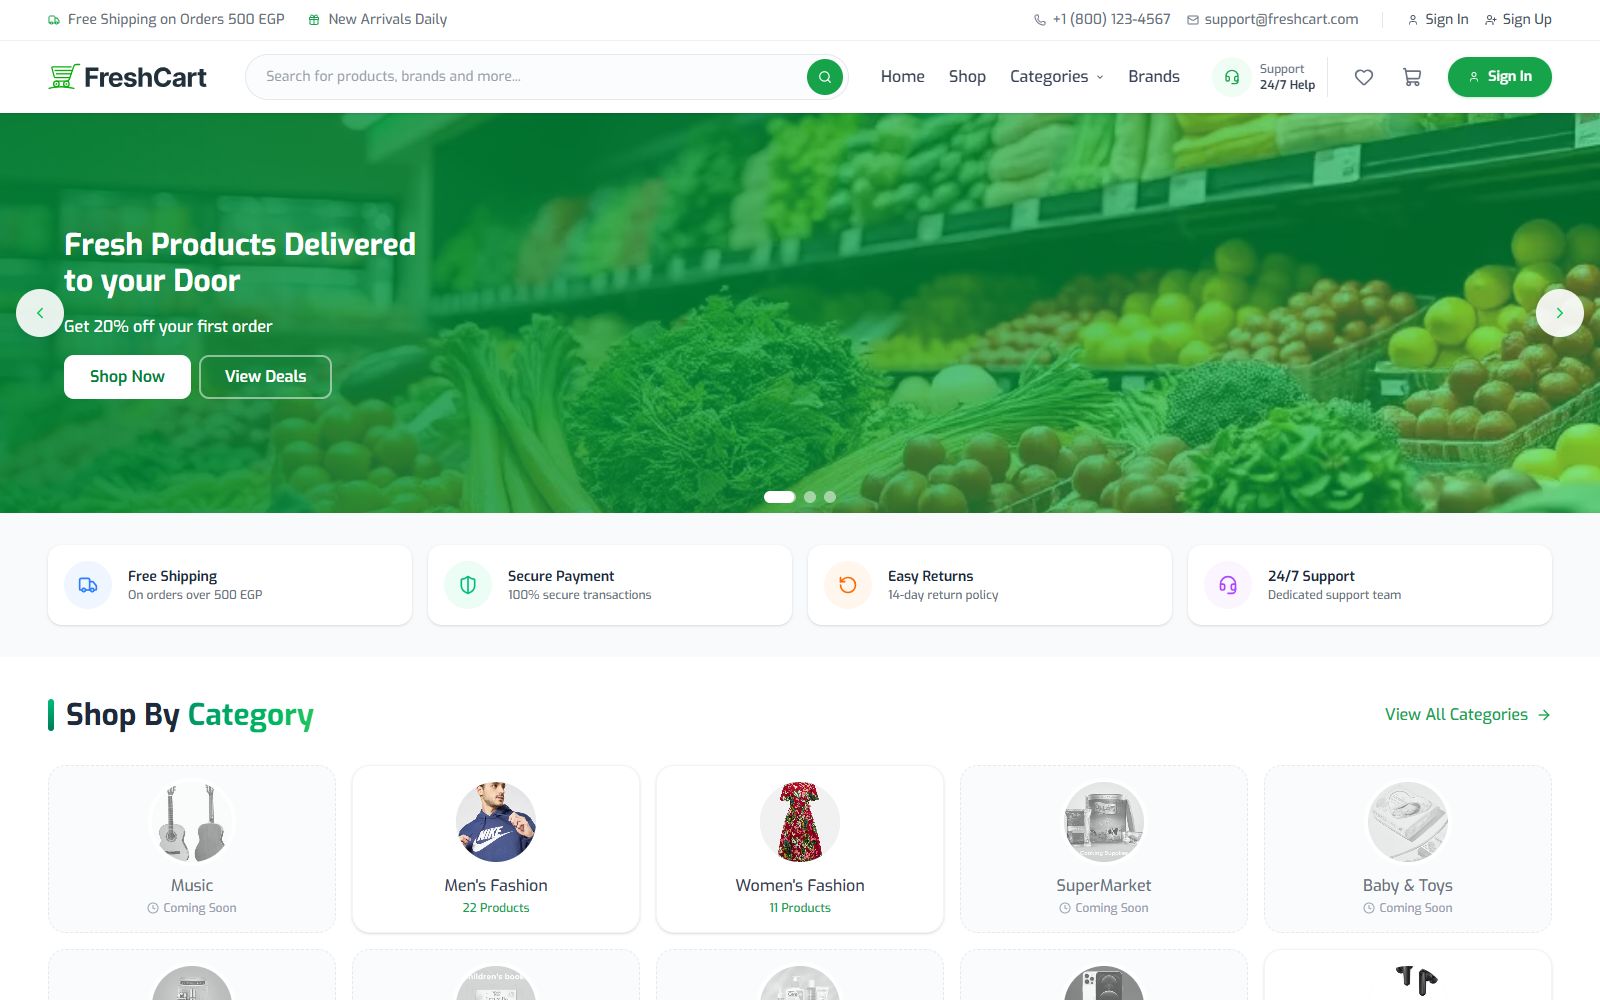 Free Shipping on Orders 500 EGP
New Arrivals Daily
+1 (800) 123-4567
support@freshcart.com
Sign In
Sign Up
FreshCart
Search for products, brands and more...
Home
Shop
Categories
Brands
Support
24/7 Help
Sign In
Fresh Products Delivered
to your Door
Get 20% off your first order
Shop Now
View Deals
Free Shipping
On orders over 500 EGP
Secure Payment
100% secure transactions
Easy Returns
14-day return policy
24/7 Support
Dedicated support team
Shop By Category
View All Categories
Music
Coming Soon
NIKE
Men's Fashion
22 Products
Women's Fashion
11 Products
SuperMarket
Coming Soon
Baby & Toys
Coming Soon